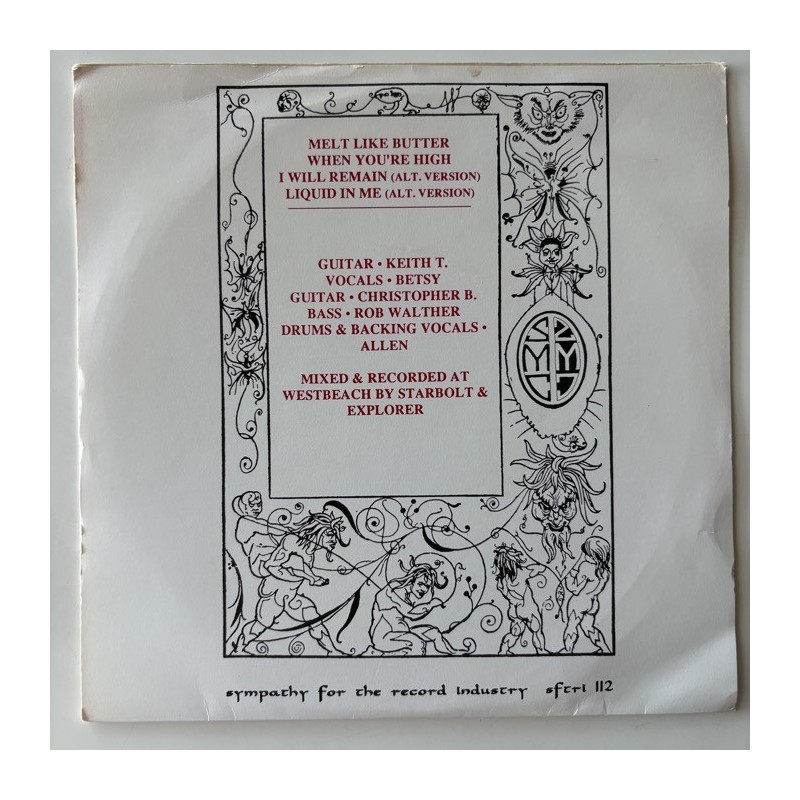 MELT LIKE BUTTER
WHEN YOU'RE HIGH
I WILL REMAIN (ALT. VERSION)
LIQUID IN ME (ALT. VERSION)
GUITAR • KEITH T.
VOCALS • BETSY
GUITAR • CHRISTOPHER B.
BASS • ROB WALTHER
DRUMS & BACKING VOCALS •
ALLEN
MIXED & RECORDED AT
WESTBEACH BY STARBOLT &
EXPLORER
sympathy for the record industry sftri 112